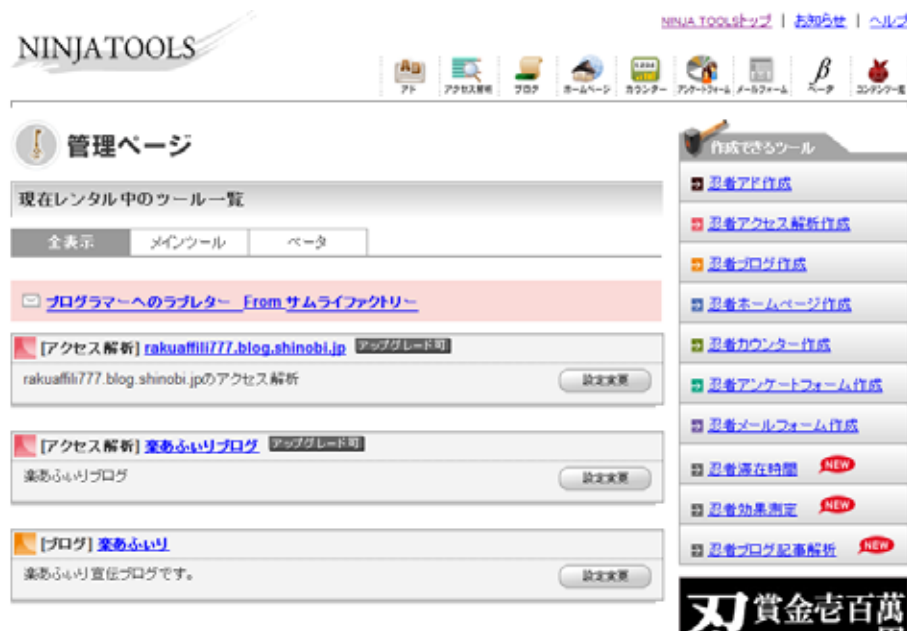 NINJA TOOLSトップ | お知らせ | ヘルプ
NINJA TOOLS
アド アクセス解析 ブログ ホームページ カウンター アンケートフォーム メールフォーム β ベータ コンテンツ一覧
管理ページ
現在レンタル中のツール一覧
全表示 メインツール ベータ
プログラマーへのラブレター From サムライファクトリー
[アクセス解析] rakuaffili777.blog.shinobi.jp アップグレード可
rakuaffili777.blog.shinobi.jpのアクセス解析 設定変更
[アクセス解析] 楽あふぃりブログ アップグレード可
楽あふぃりブログ 設定変更
[ブログ] 楽あふぃり
楽あふぃり宣伝ブログです。 設定変更
作成できるツール
忍者アド作成
忍者アクセス解析作成
忍者ブログ作成
忍者ホームページ作成
忍者カウンター作成
忍者アンケートフォーム作成
忍者メールフォーム作成
忍者滞在時間 NEW
忍者効果測定 NEW
忍者ブログ記事解析 NEW
刃 賞金壱百萬